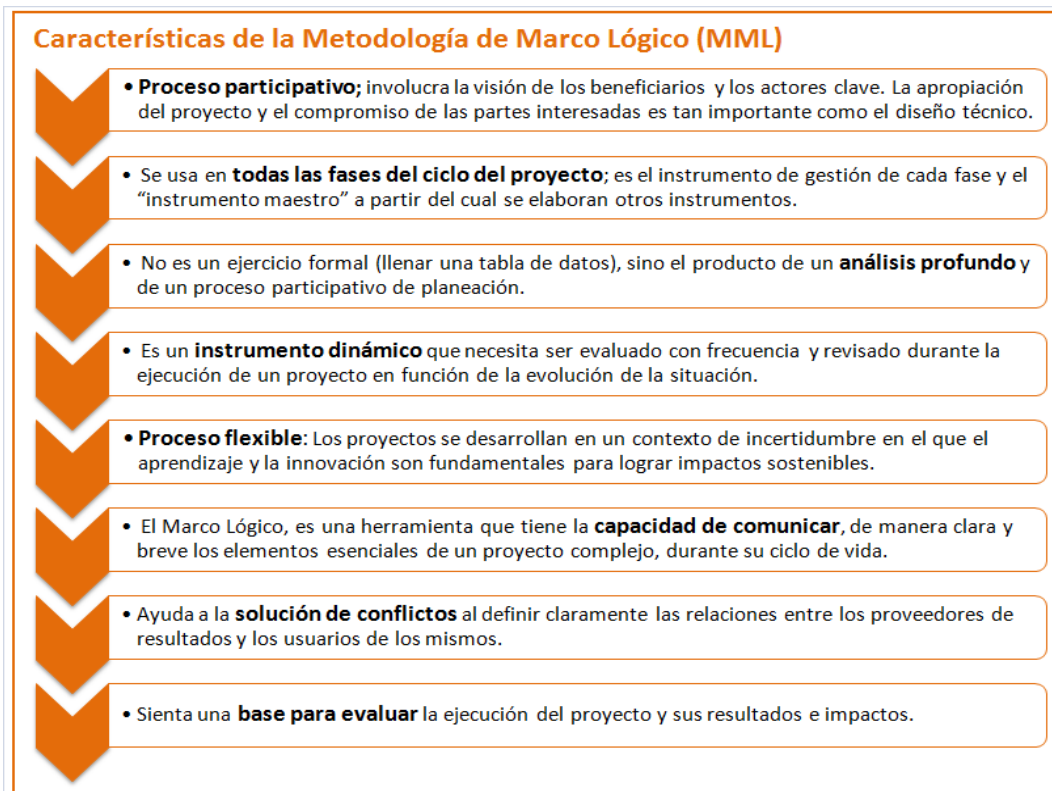 Características de la Metodología de Marco Lógico (MML)
• Proceso participativo; involucra la visión de los beneficiarios y los actores clave. La apropiación
del proyecto y el compromiso de las partes interesadas es tan importante como el diseño técnico.
• Se usa en todas las fases del ciclo del proyecto; es el instrumento de gestión de cada fase y el
“instrumento maestro” a partir del cual se elaboran otros instrumentos.
• No es un ejercicio formal (llenar una tabla de datos), sino el producto de un análisis profundo y
de un proceso participativo de planeación.
• Es un instrumento dinámico que necesita ser evaluado con frecuencia y revisado durante la
ejecución de un proyecto en función de la evolución de la situación.
• Proceso flexible: Los proyectos se desarrollan en un contexto de incertidumbre en el que el
aprendizaje y la innovación son fundamentales para lograr impactos sostenibles.
• El Marco Lógico, es una herramienta que tiene la capacidad de comunicar, de manera clara y
breve los elementos esenciales de un proyecto complejo, durante su ciclo de vida.
• Ayuda a la solución de conflictos al definir claramente las relaciones entre los proveedores de
resultados y los usuarios de los mismos.
• Sienta una base para evaluar la ejecución del proyecto y sus resultados e impactos.